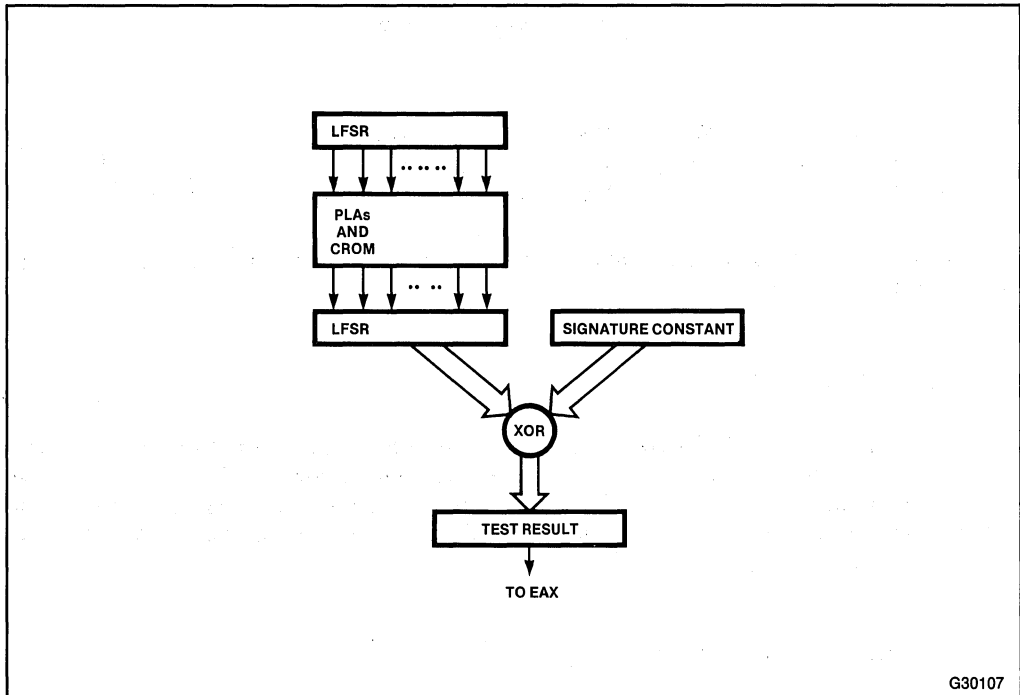 LFSR
PLAs
AND
CROM
LFSR
SIGNATURE CONSTANT
XOR
TEST RESULT
TO EAX
G30107